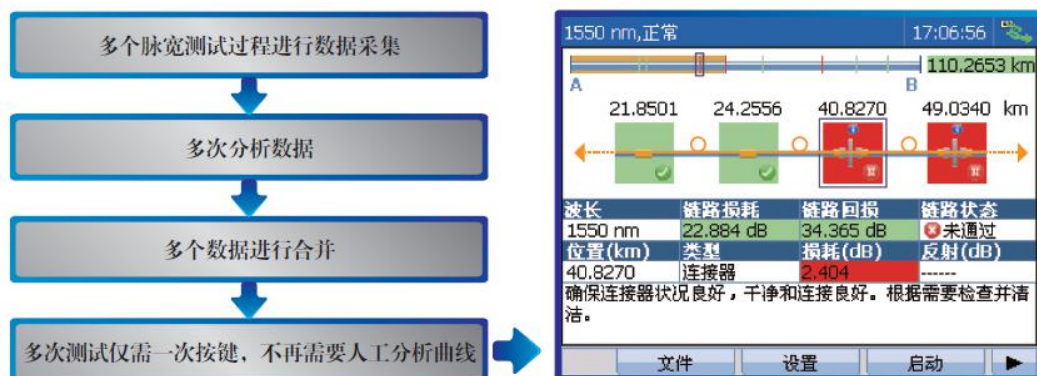 多个脉宽测试过程进行数据采集
多次分析数据
多个数据进行合并
多次测试仅需一次按键，不再需要人工分析曲线
1550 nm,正常 17:06:56
110.2653 km
A B
21.8501 24.2556 40.8270 49.0340 km
波长 链路损耗 链路回损 链路状态
1550 nm 22.884 dB 34.365 dB 未通过
位置(km) 类型 损耗(dB) 反射(dB)
40.8270 连接器 2.404 ------
确保连接器状况良好，干净和连接良好。根据需要检查并清
洁。
文件 设置 启动